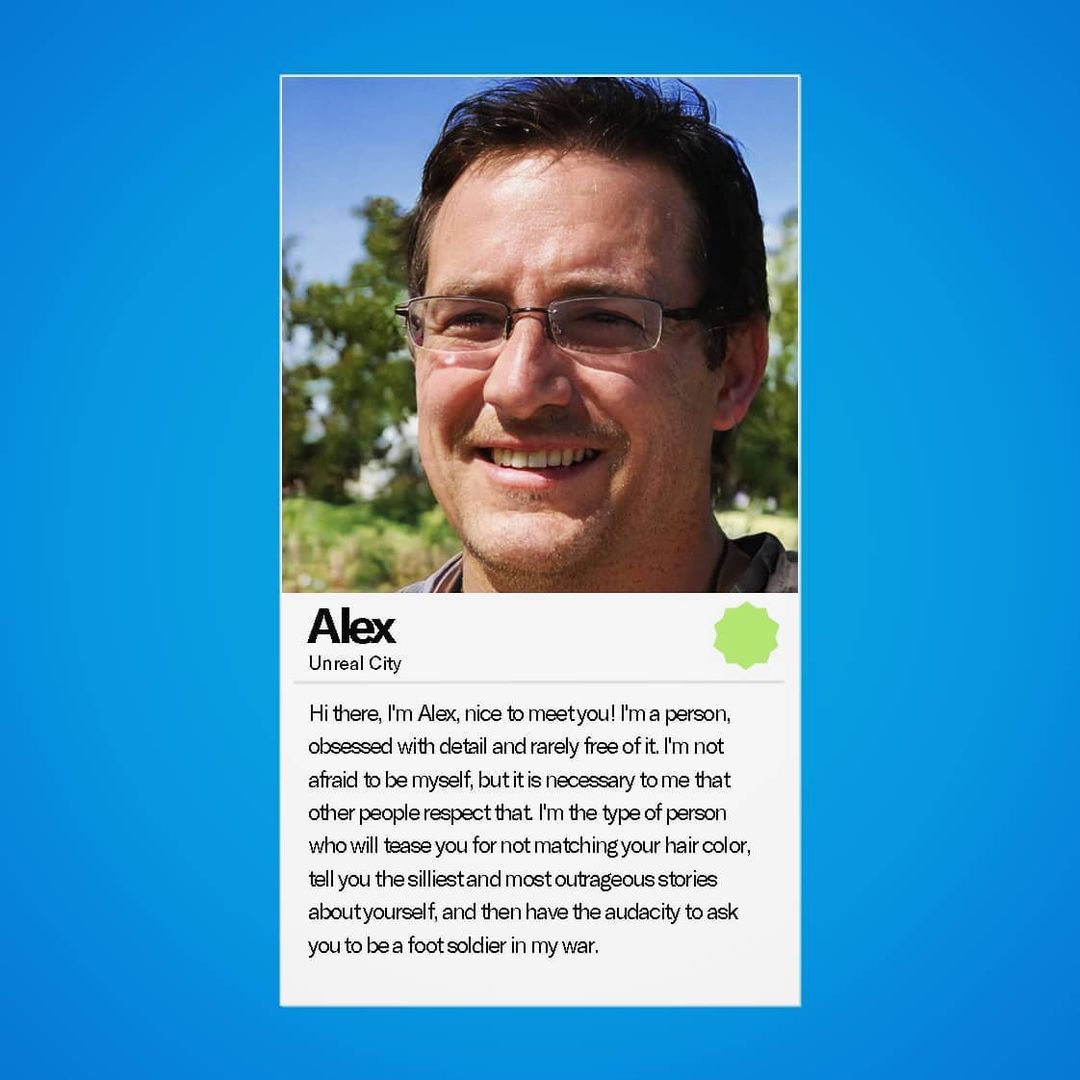 Alex
Unreal City
Hi there, I'm Alex, nice to meet you! I'm a person,
obsessed with detail and rarely free of it. I'm not
afraid to be myself, but it is necessary to me that
other people respect that. I'm the type of person
who will tease you for not matching your hair color,
tell you the silliest and most outrageous stories
about yourself, and then have the audacity to ask
you to be a foot soldier in my war.